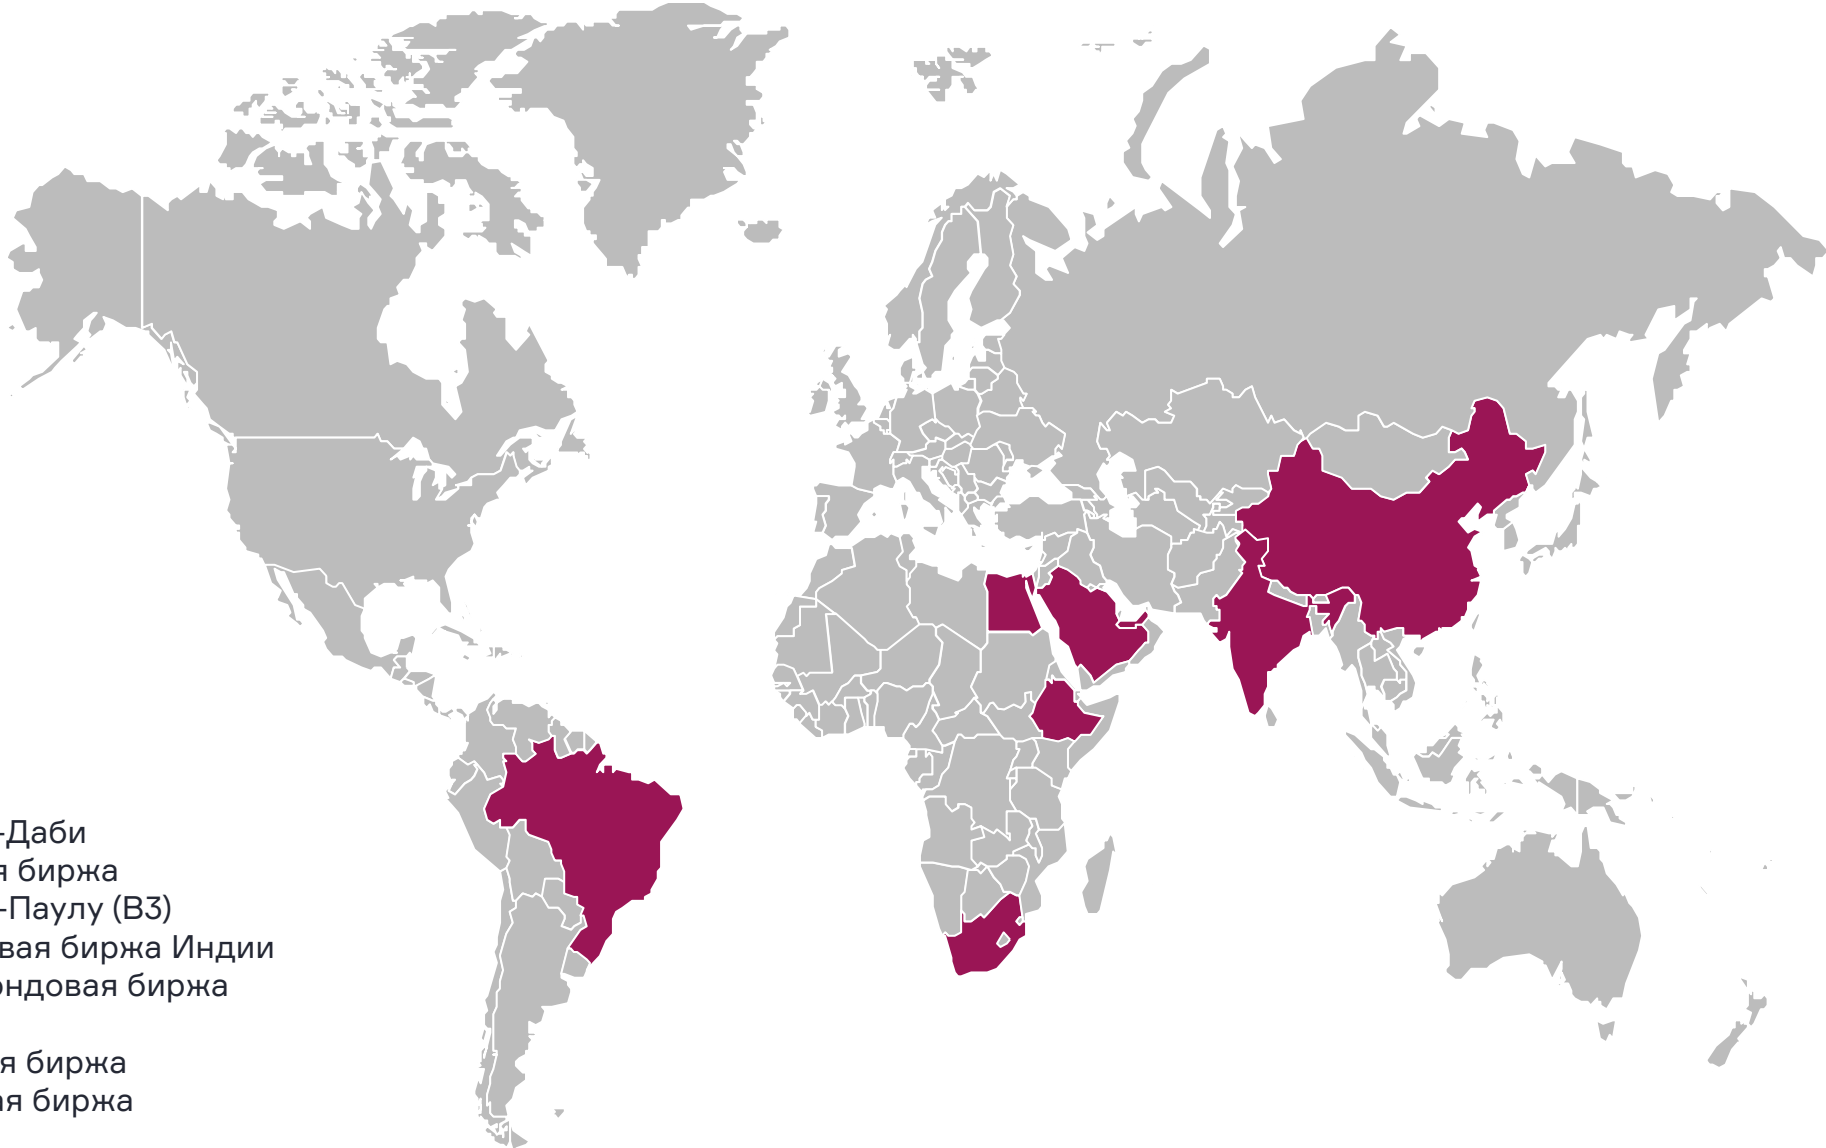 -Даби
я биржа
-Паулу (B3)
вая биржа Индии
ондовая биржа
я биржа
ая биржа